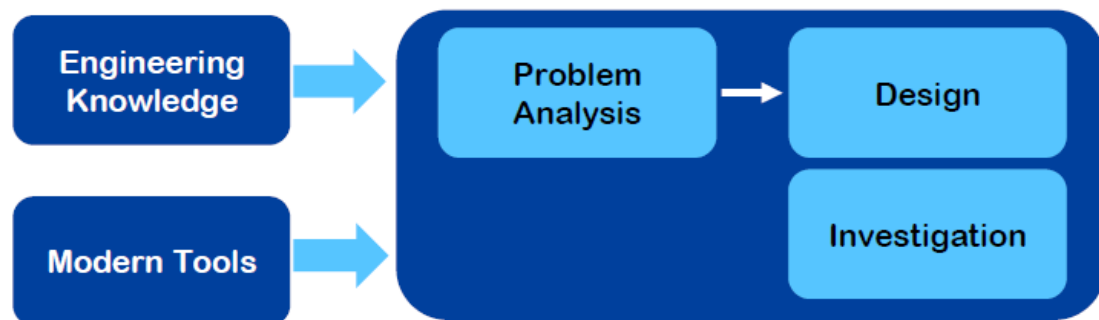 Engineering
Knowledge
Problem
Analysis
Design
Modern Tools
Investigation